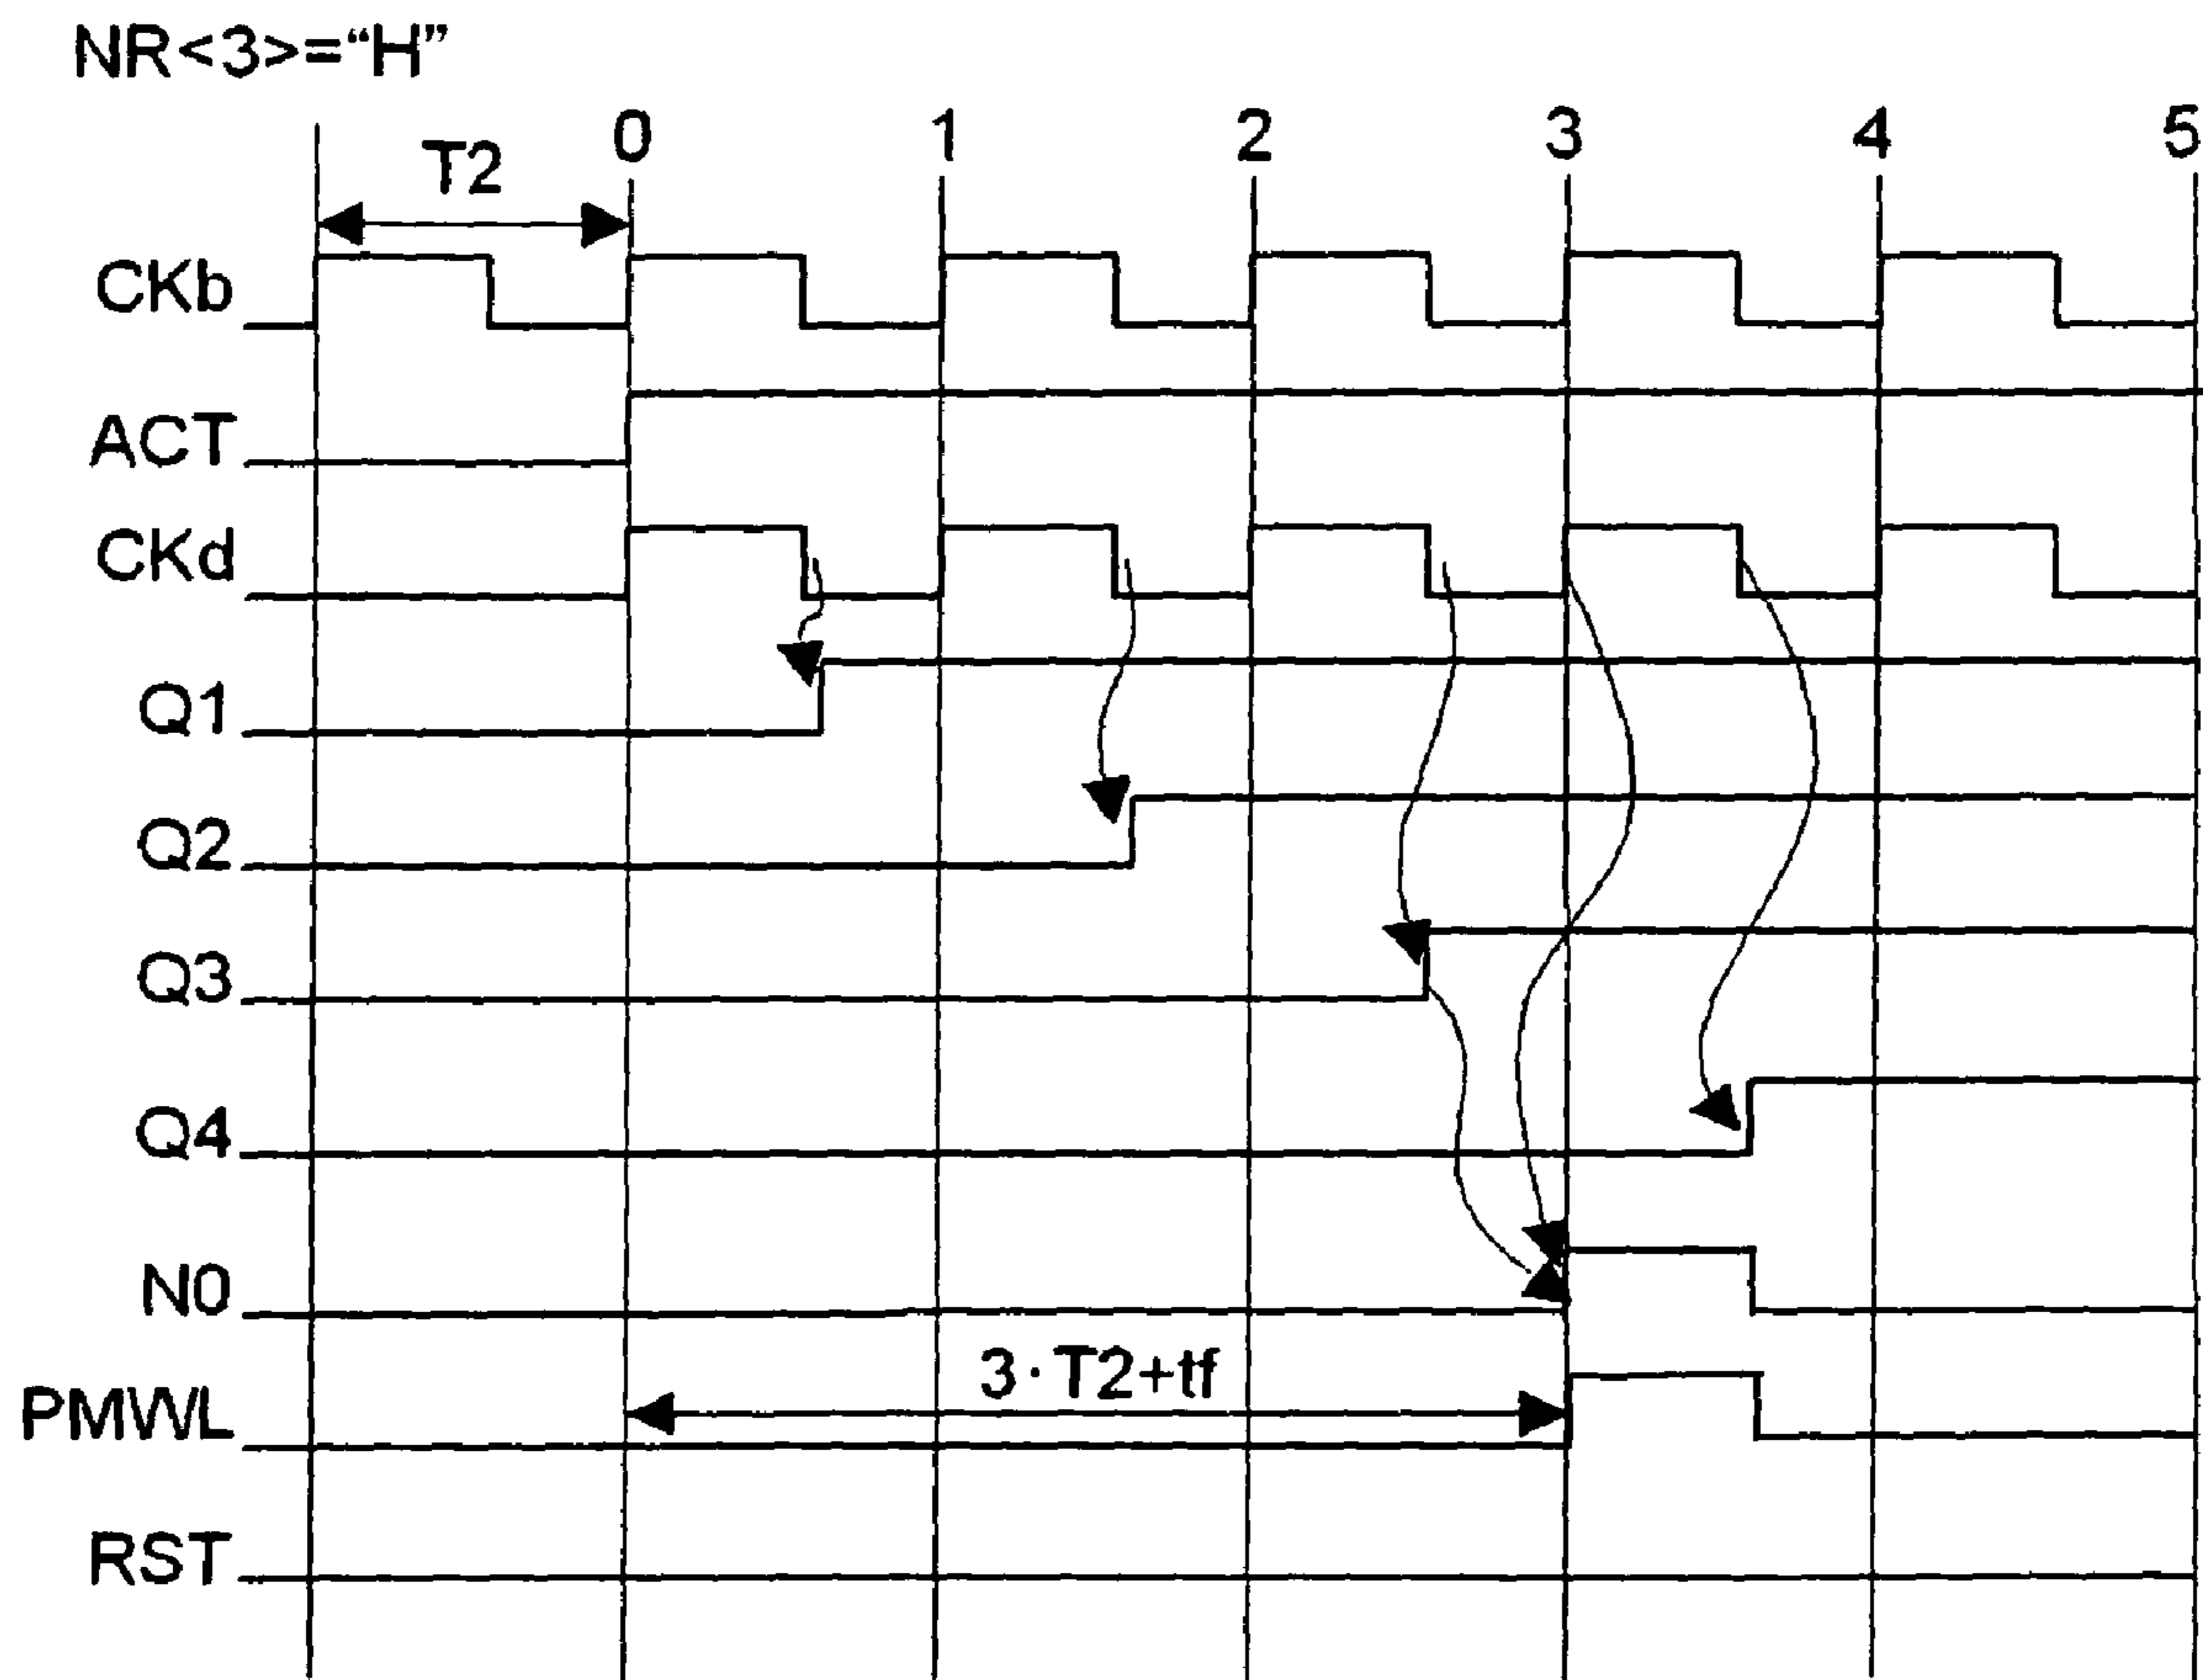 NR<3>=“H”
0 1 2 3 4 5
T2
CKb
ACT
CKd
Q1
Q2
Q3
Q4
N0
3·T2+tf
PMWL
RST